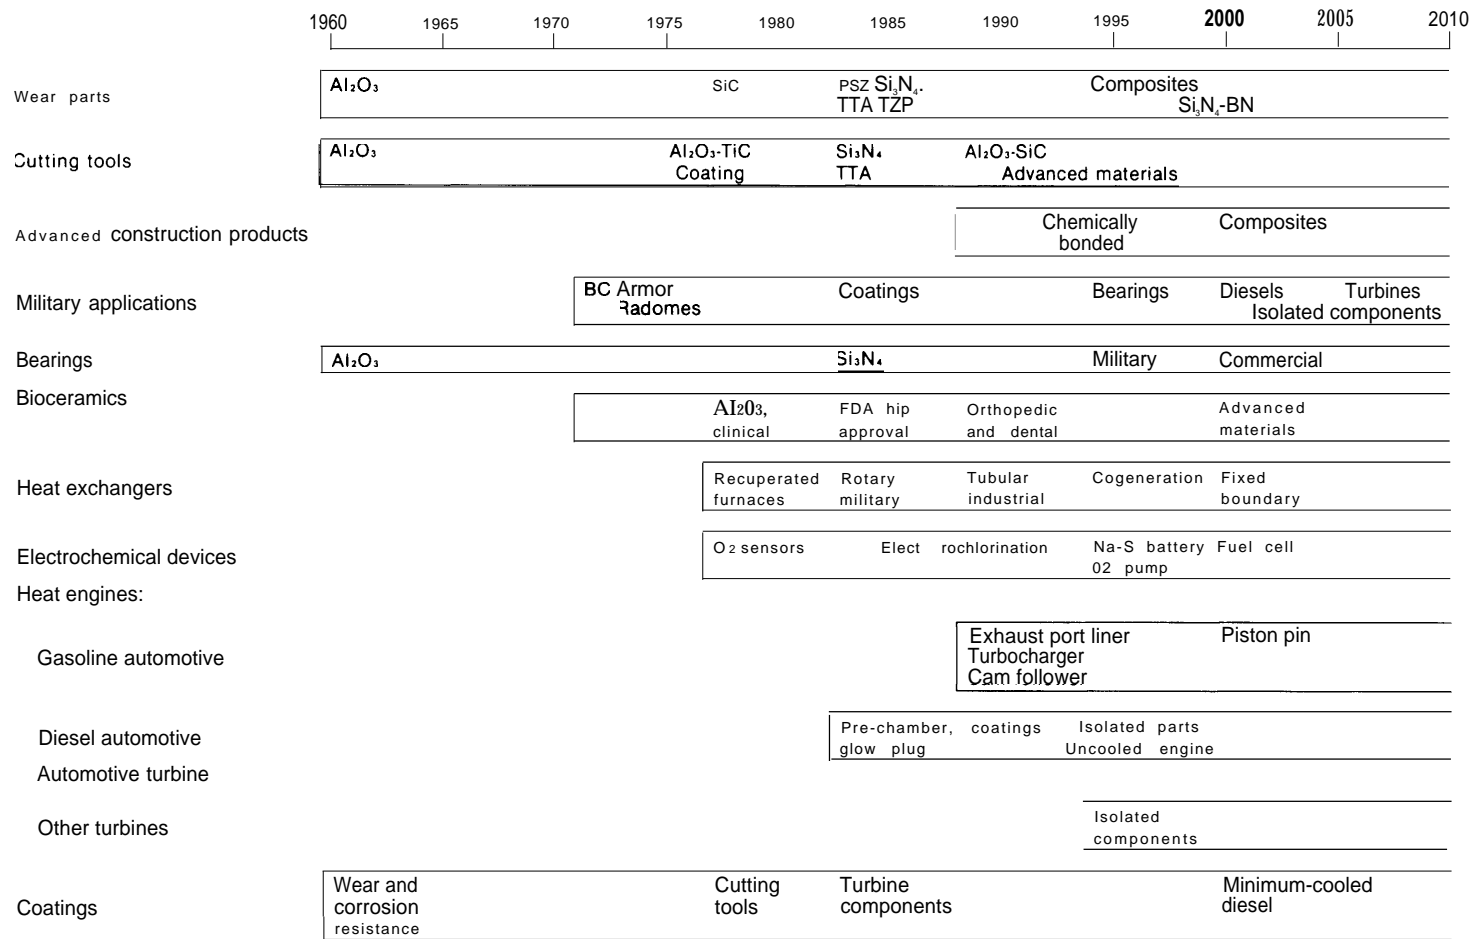 1960 1965 1970 1975 1980 1985 1990 1995 2000 2005 2010
Wear parts
Al₂O₃ SiC PSZ Si₃N₄. Composites
TTA TZP Si₃N₄-BN
Cutting tools
Al₂O₃ Al₂O₃-TiC Si₃N₄ Al₂O₃-SiC
Coating TTA Advanced materials
Advanced construction products
Chemically Composites
bonded
Military applications
BC Armor Coatings Bearings Diesels Turbines
Radomes Isolated components
Bearings
Al₂O₃ Si₃N₄ Military Commercial
Bioceramics
AI2O3, FDA hip Orthopedic Advanced
clinical approval and dental materials
Heat exchangers
Recuperated Rotary Tubular Cogeneration Fixed
furnaces military industrial boundary
Electrochemical devices
O2 sensors Elect rochlorination Na-S battery Fuel cell
02 pump
Heat engines:
Gasoline automotive
Exhaust port liner Piston pin
Turbocharger
Cam follower
Diesel automotive
Pre-chamber, coatings Isolated parts
glow plug Uncooled engine
Automotive turbine
Other turbines
Isolated
components
Coatings
Wear and Cutting Turbine Minimum-cooled
corrosion tools components diesel
resistance